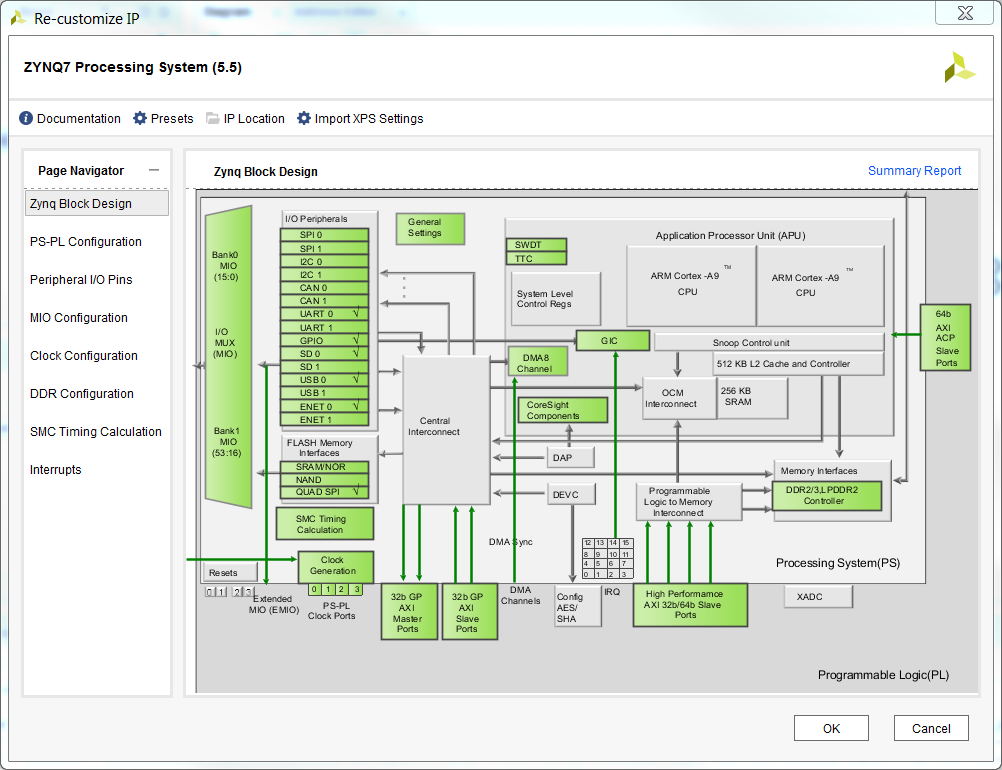 Re-customize IP
ZYNQ7 Processing System (5.5)
Documentation Presets IP Location Import XPS Settings
Page Navigator
Zynq Block Design
PS-PL Configuration
Peripheral I/O Pins
MIO Configuration
Clock Configuration
DDR Configuration
SMC Timing Calculation
Interrupts
Zynq Block Design
Summary Report
Bank0
MIO
(15:0)
I/O
MUX
(MIO)
Bank1
MIO
(53:16)
I/O Peripherals
SPI 0
SPI 1
I2C 0
I2C 1
CAN 0
CAN 1
UART 0 √
UART 1
GPIO √
SD 0 √
SD 1
USB 0 √
USB 1
ENET 0 √
ENET 1
FLASH Memory
Interfaces
SRAM/NOR
NAND
QUAD SPI √
SMC Timing
Calculation
Clock
Generation
Resets
0 1 2 3
Extended
MIO (EMIO)
0 1 2 3
PS-PL
Clock Ports
General
Settings
Central
Interconnect
32b GP
AXI
Master
Ports
32b GP
AXI
Slave
Ports
Application Processor Unit (APU)
SWDT
TTC
System Level
Control Regs
ARM Cortex -A9 ™
CPU
ARM Cortex -A9 ™
CPU
GIC
Snoop Control unit
DMA8
Channel
512 KB L2 Cache and Controller
CoreSight
Components
OCM
Interconnect
256 KB
SRAM
64b
AXI
ACP
Slave
Ports
DAP
DEVC
DMA Sync
Programmable
Logic to Memory
Interconnect
Memory Interfaces
DDR2/3,LPDDR2
Controller
12 13 14 15
8 9 10 11
4 5 6 7
0 1 2 3
Processing System(PS)
DMA
Channels
Config
AES/
SHA
IRQ
High Performance
AXI 32b/64b Slave
Ports
XADC
Programmable Logic(PL)
OK
Cancel